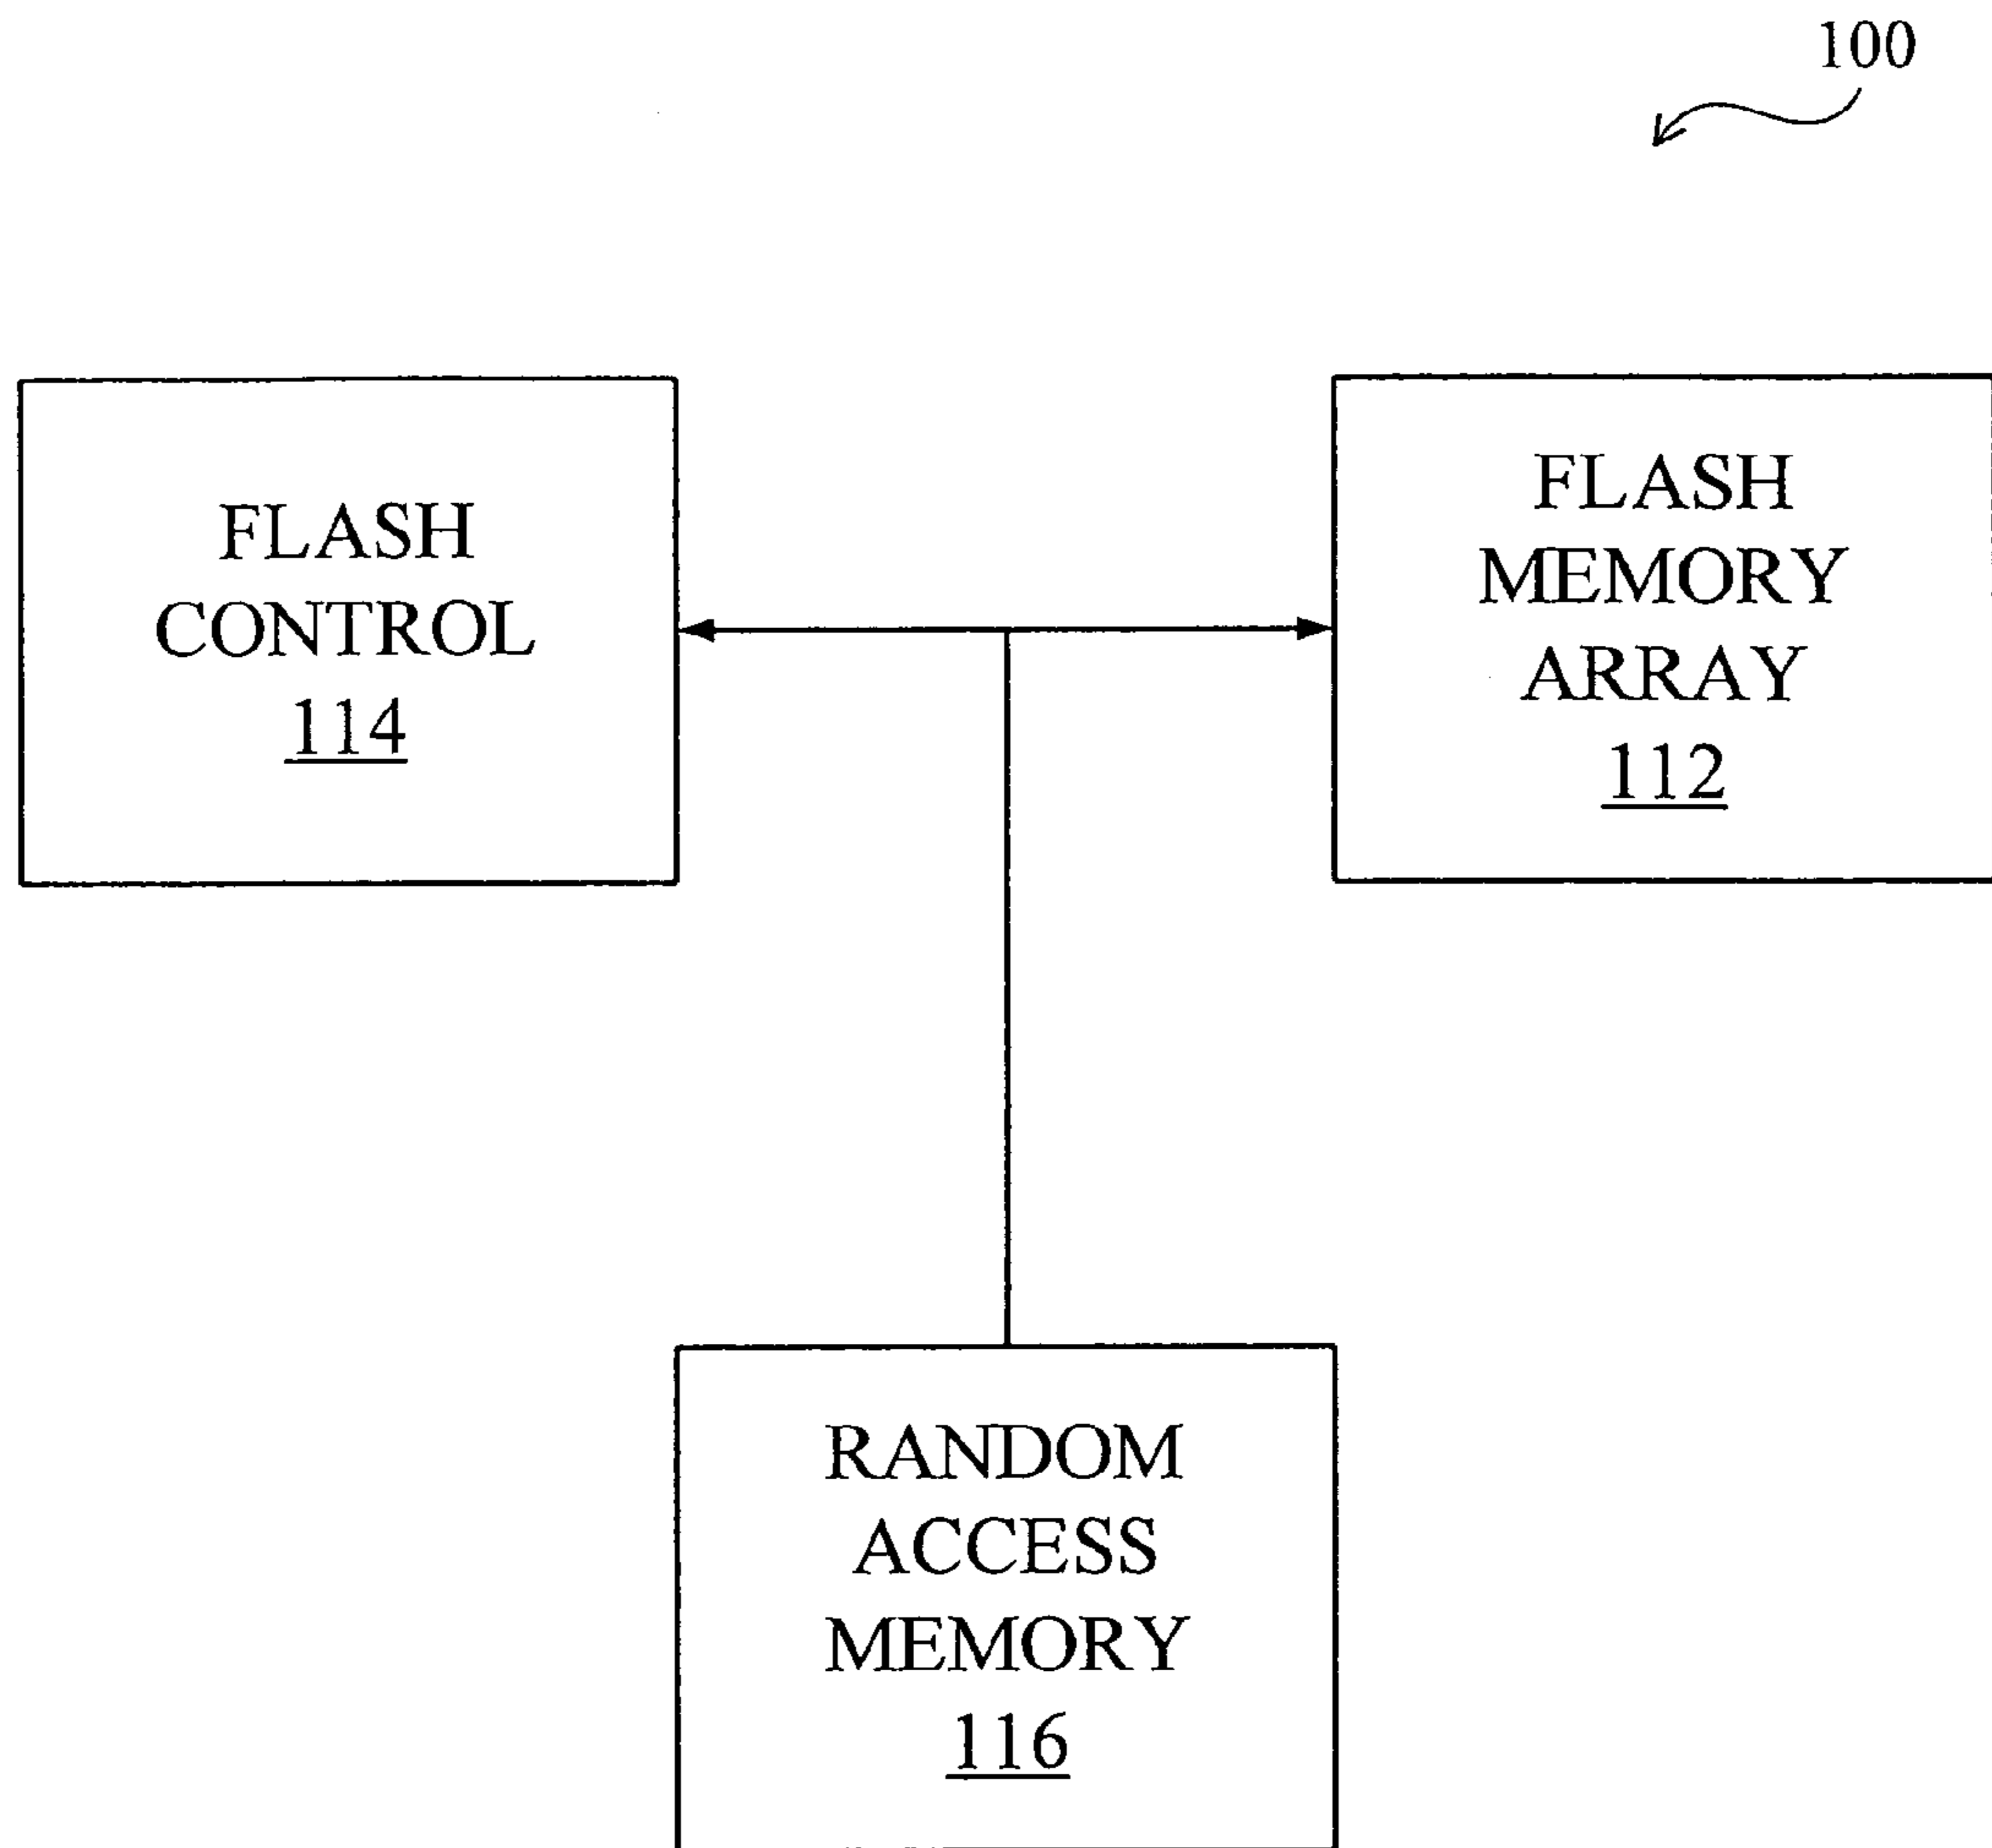 100
FLASH
CONTROL
114
FLASH
MEMORY
ARRAY
112
RANDOM
ACCESS
MEMORY
116